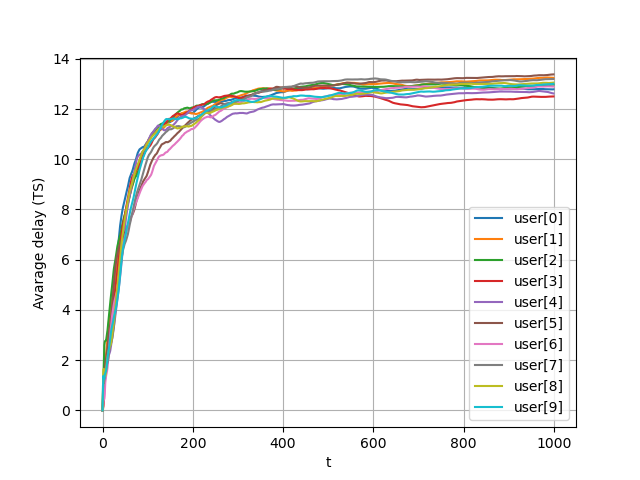 14
12
10
8
6
4
2
0
Avarage delay (TS)
user[0]
user[1]
user[2]
user[3]
user[4]
user[5]
user[6]
user[7]
user[8]
user[9]
0 200 400 600 800 1000
t